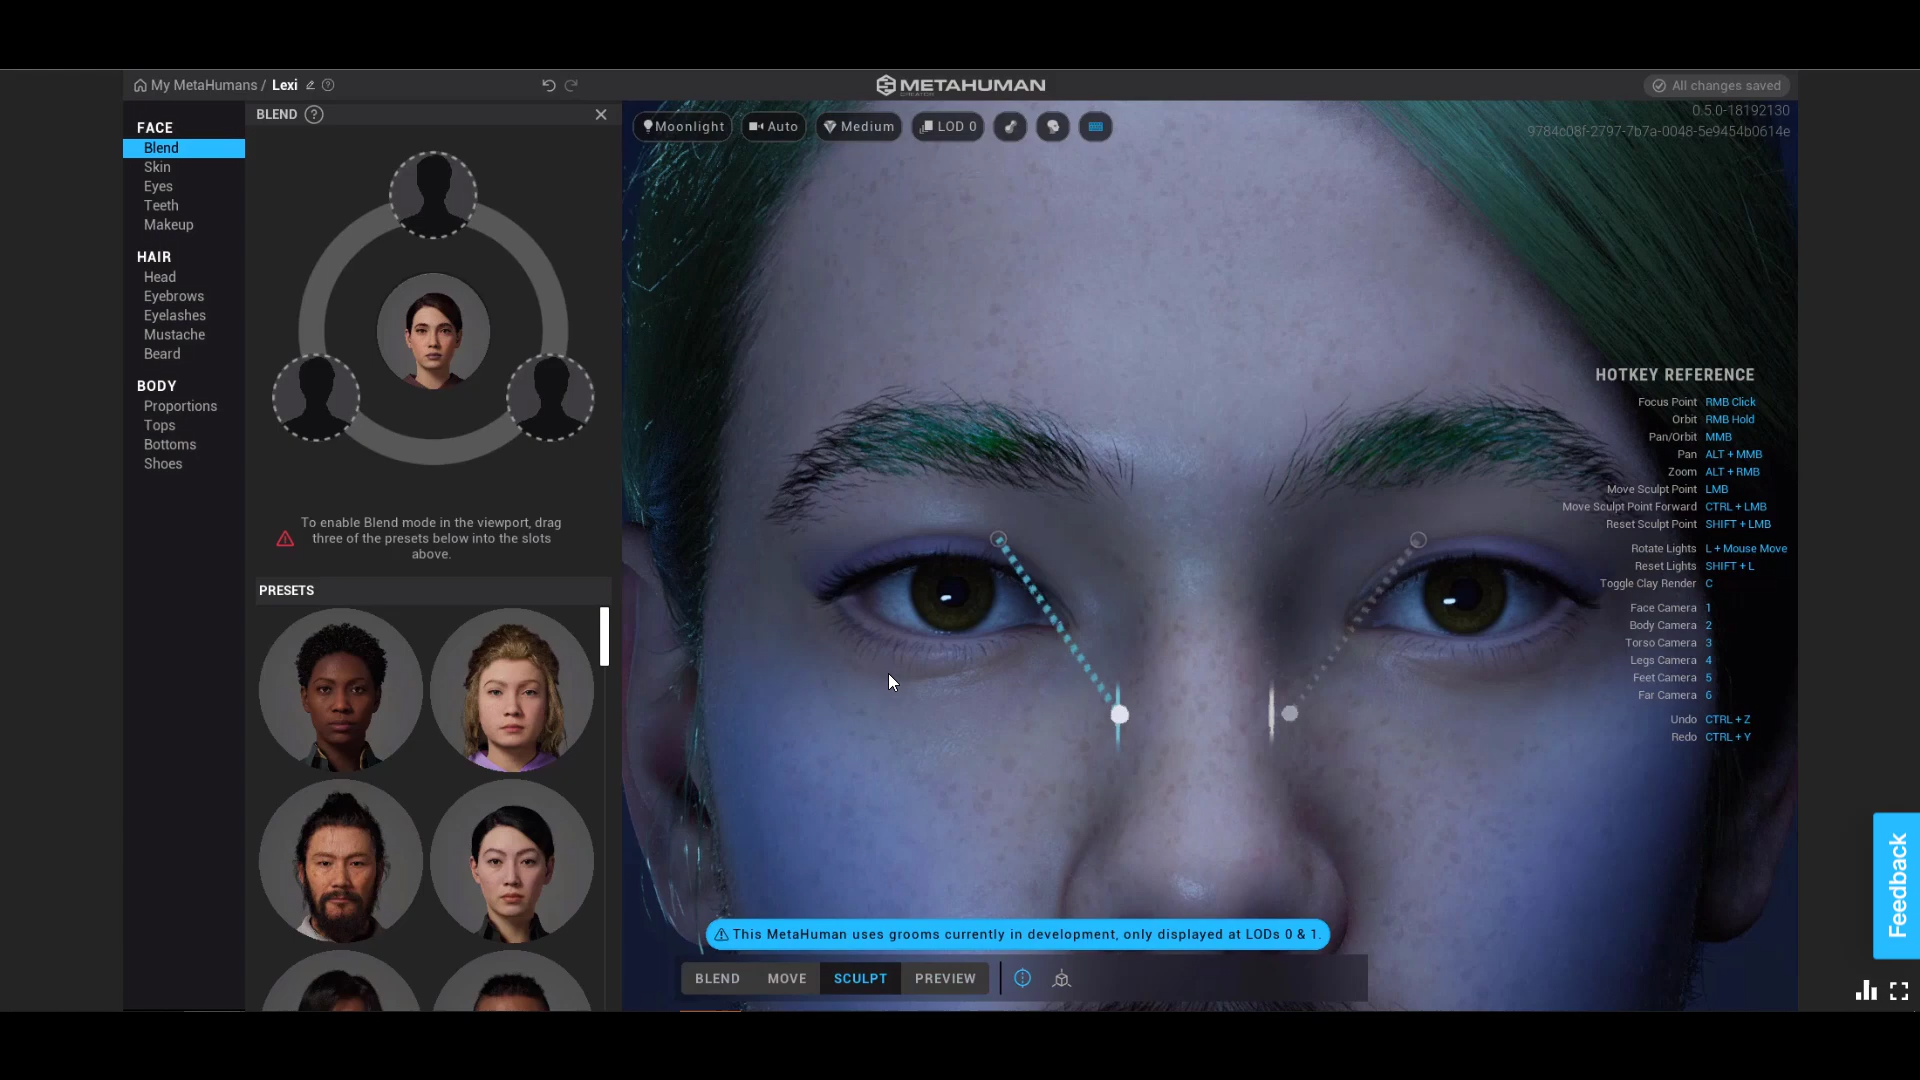 My MetaHumans / Lexi
METAHUMAN
CREATOR
All changes saved
BLEND ?
Moonlight
Auto
Medium
LOD 0
0.5.0-18192130
9784c08f-2797-7b7a-0048-5e9454b0614e
FACE
Blend
Skin
Eyes
Teeth
Makeup
HAIR
Head
Eyebrows
Eyelashes
Mustache
Beard
BODY
Proportions
Tops
Bottoms
Shoes
To enable Blend mode in the viewport, drag
three of the presets below into the slots
above.
PRESETS
HOTKEY REFERENCE
Focus Point RMB Click
Orbit RMB Hold
Pan/Orbit MMB
Pan ALT + MMB
Zoom ALT + RMB
Move Sculpt Point LMB
Move Sculpt Point Forward CTRL + LMB
Reset Sculpt Point SHIFT + LMB
Rotate Lights L + Mouse Move
Reset Lights SHIFT + L
Toggle Clay Render C
Face Camera 1
Body Camera 2
Torso Camera 3
Legs Camera 4
Feet Camera 5
Far Camera 6
Undo CTRL + Z
Redo CTRL + Y
Feedback
This MetaHuman uses grooms currently in development, only displayed at LODs 0 & 1.
BLEND MOVE SCULPT PREVIEW